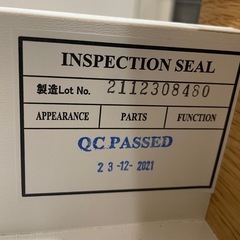 INSPECTION SEAL
製造Lot No. 2112308480
APPEARANCE PARTS FUNCTION
QC.PASSED
23-12-2021